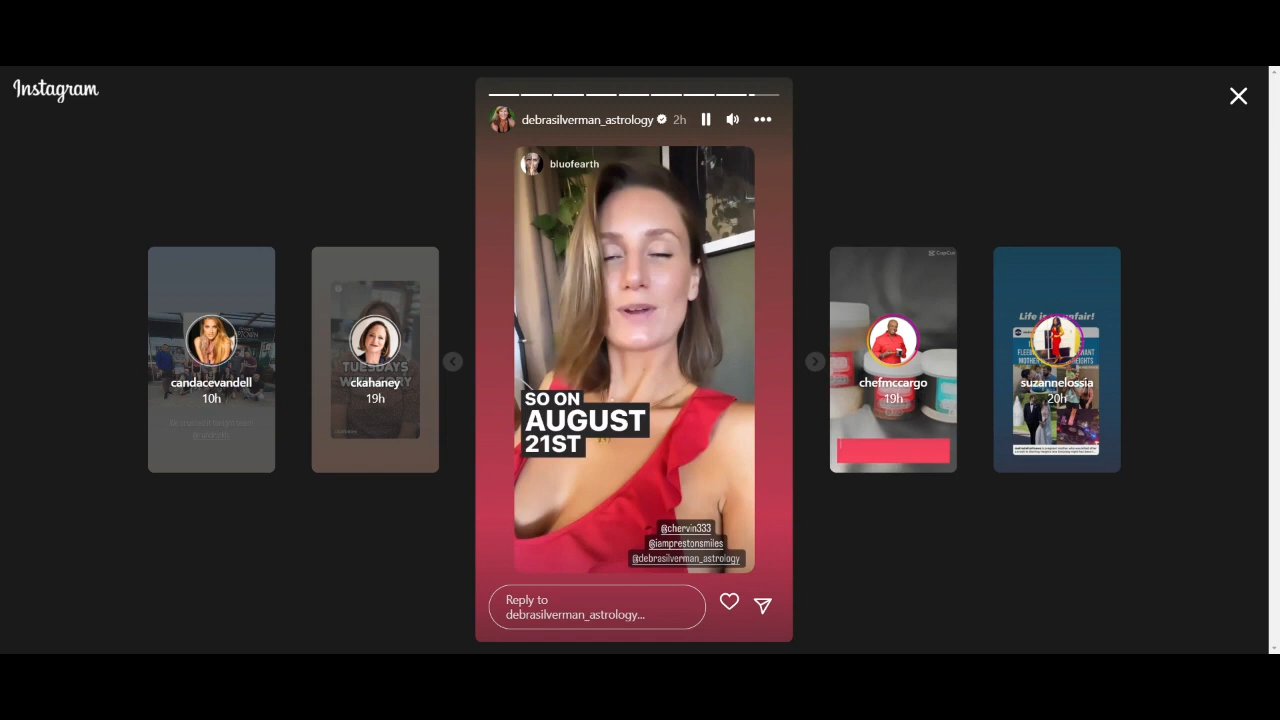 Instagram
debrasilverman_astrology 2h
bluofearth
SO ON
AUGUST
21ST
@chervin333
@iamprestonsmiles
@debrasilverman_astrology
Reply to
debrasilverman_astrology...
candacevandell
10h
TUESDAYS
ckahaney
19h
CapCut
chefmccargo
19h
Life is unfair!
suzannelossia
20h